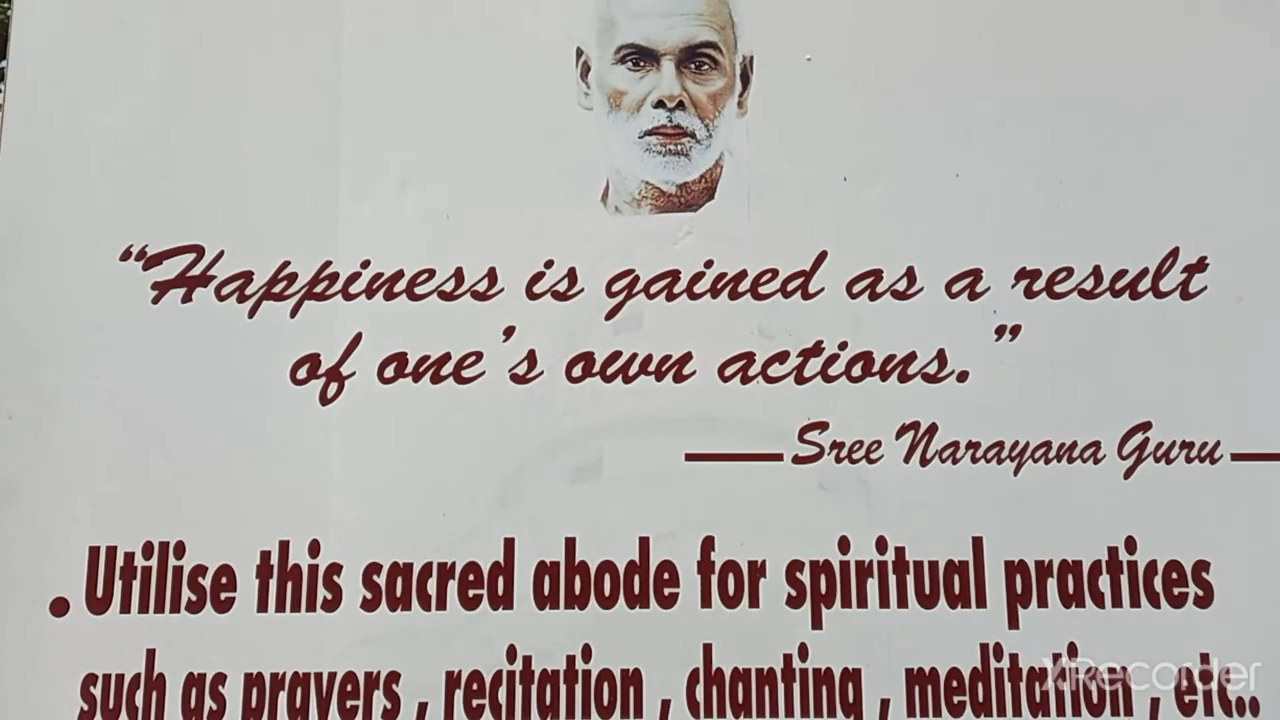 “Happiness is gained as a result
of one’s own actions.”
Sree Narayana Guru
. Utilise this sacred abode for spiritual practices
such as prayers , recitation , chanting , meditation , etc..
XRecorder